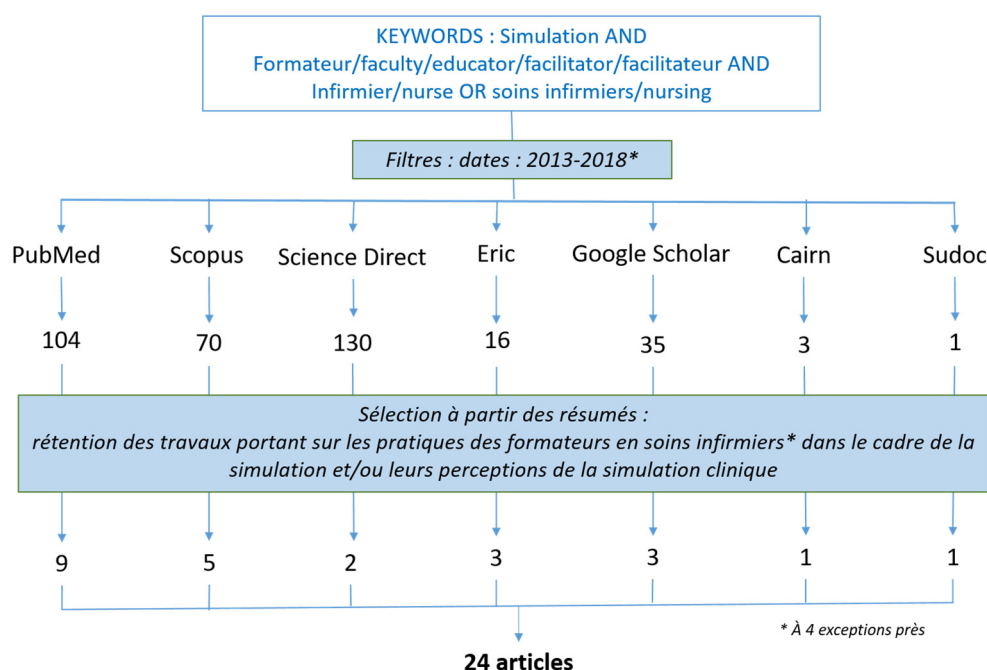 KEYWORDS : Simulation AND
Formateur/faculty/educator/facilitator/facilitateur AND
Infirmier/nurse OR soins infirmiers/nursing
Filtres : dates : 2013-2018*
PubMed Scopus Science Direct Eric Google Scholar Cairn Sudoc
104 70 130 16 35 3 1
Sélection à partir des résumés :
rétention des travaux portant sur les pratiques des formateurs en soins infirmiers* dans le cadre de la
simulation et/ou leurs perceptions de la simulation clinique
9 5 2 3 3 1 1
* À 4 exceptions près
24 articles